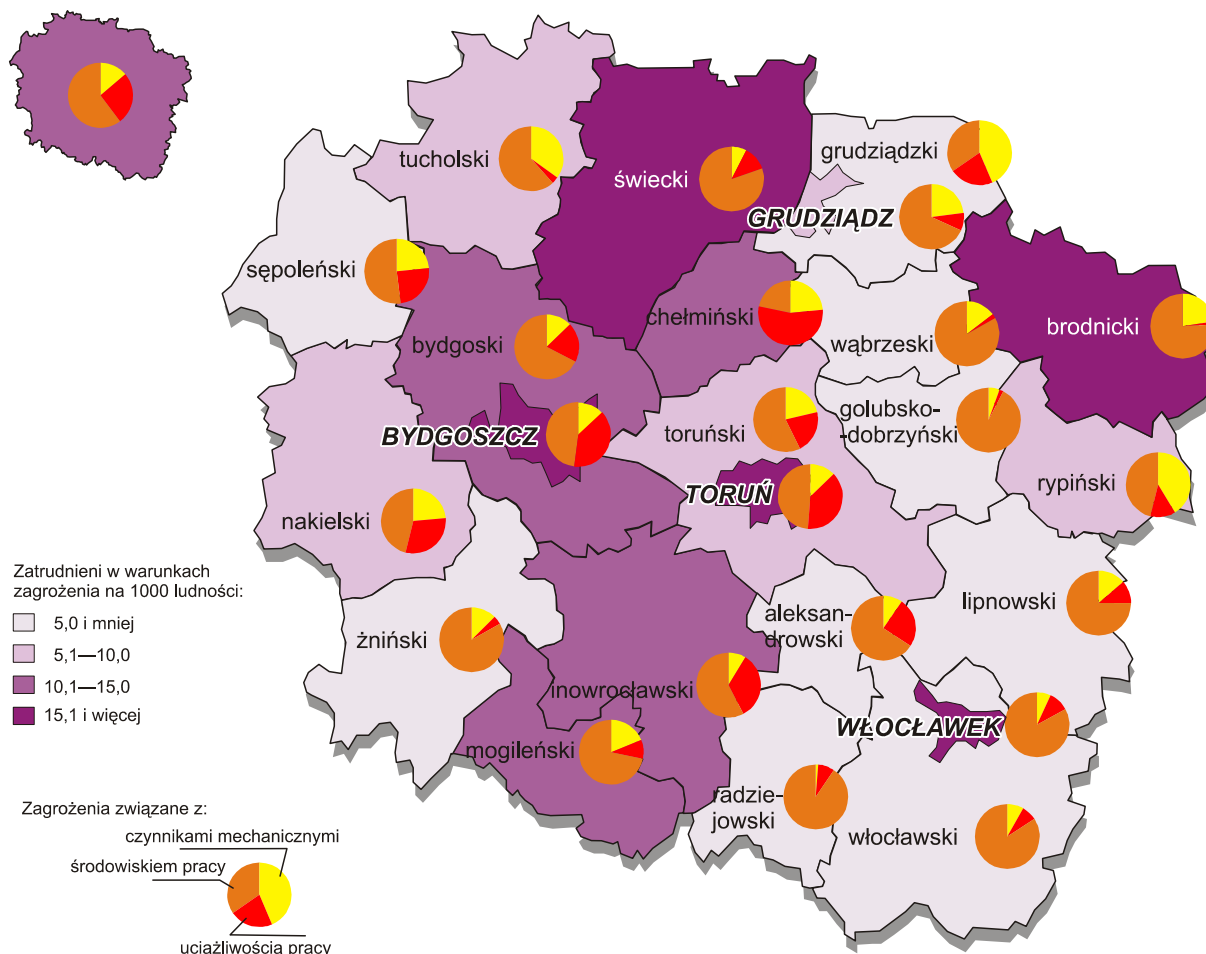 tucholski
świecki
grudziądzki
GRUDZIĄDZ
sępoleński
bydgoski
chełmiński
wąbrzeski
brodnicki
BYDGOSZCZ
toruński
golubsko-
-dobrzyński
rypiński
TORUŃ
nakielski
Zatrudnieni w warunkach
zagrożenia na 1000 ludności:
5,0 i mniej
5,1—10,0
10,1—15,0
15,1 i więcej
żniński
aleksan-
drowski
lipnowski
inowrocławski
WŁOCŁAWEK
mogileński
radzie-
jowski
włocławski
Zagrożenia związane z:
czynnikami mechanicznymi
środowiskiem pracy
uciążliwością pracy